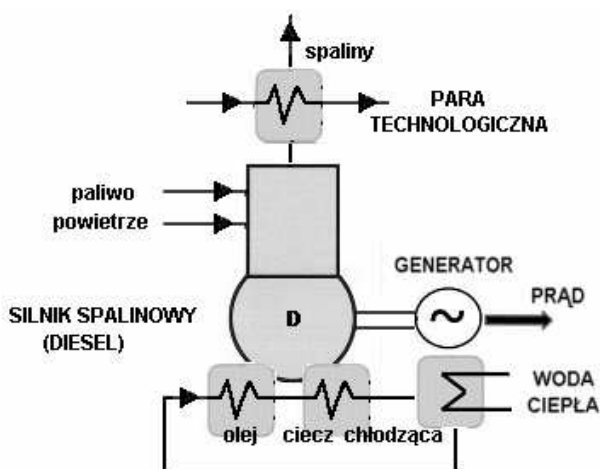 spaliny
PARA
TECHNOLOGICZNA
paliwo
powietrze
GENERATOR
PRĄD
SILNIK SPALINOWY
(DIESEL)
D
~
WODA
CIEPŁA
olej ciecz chłodząca